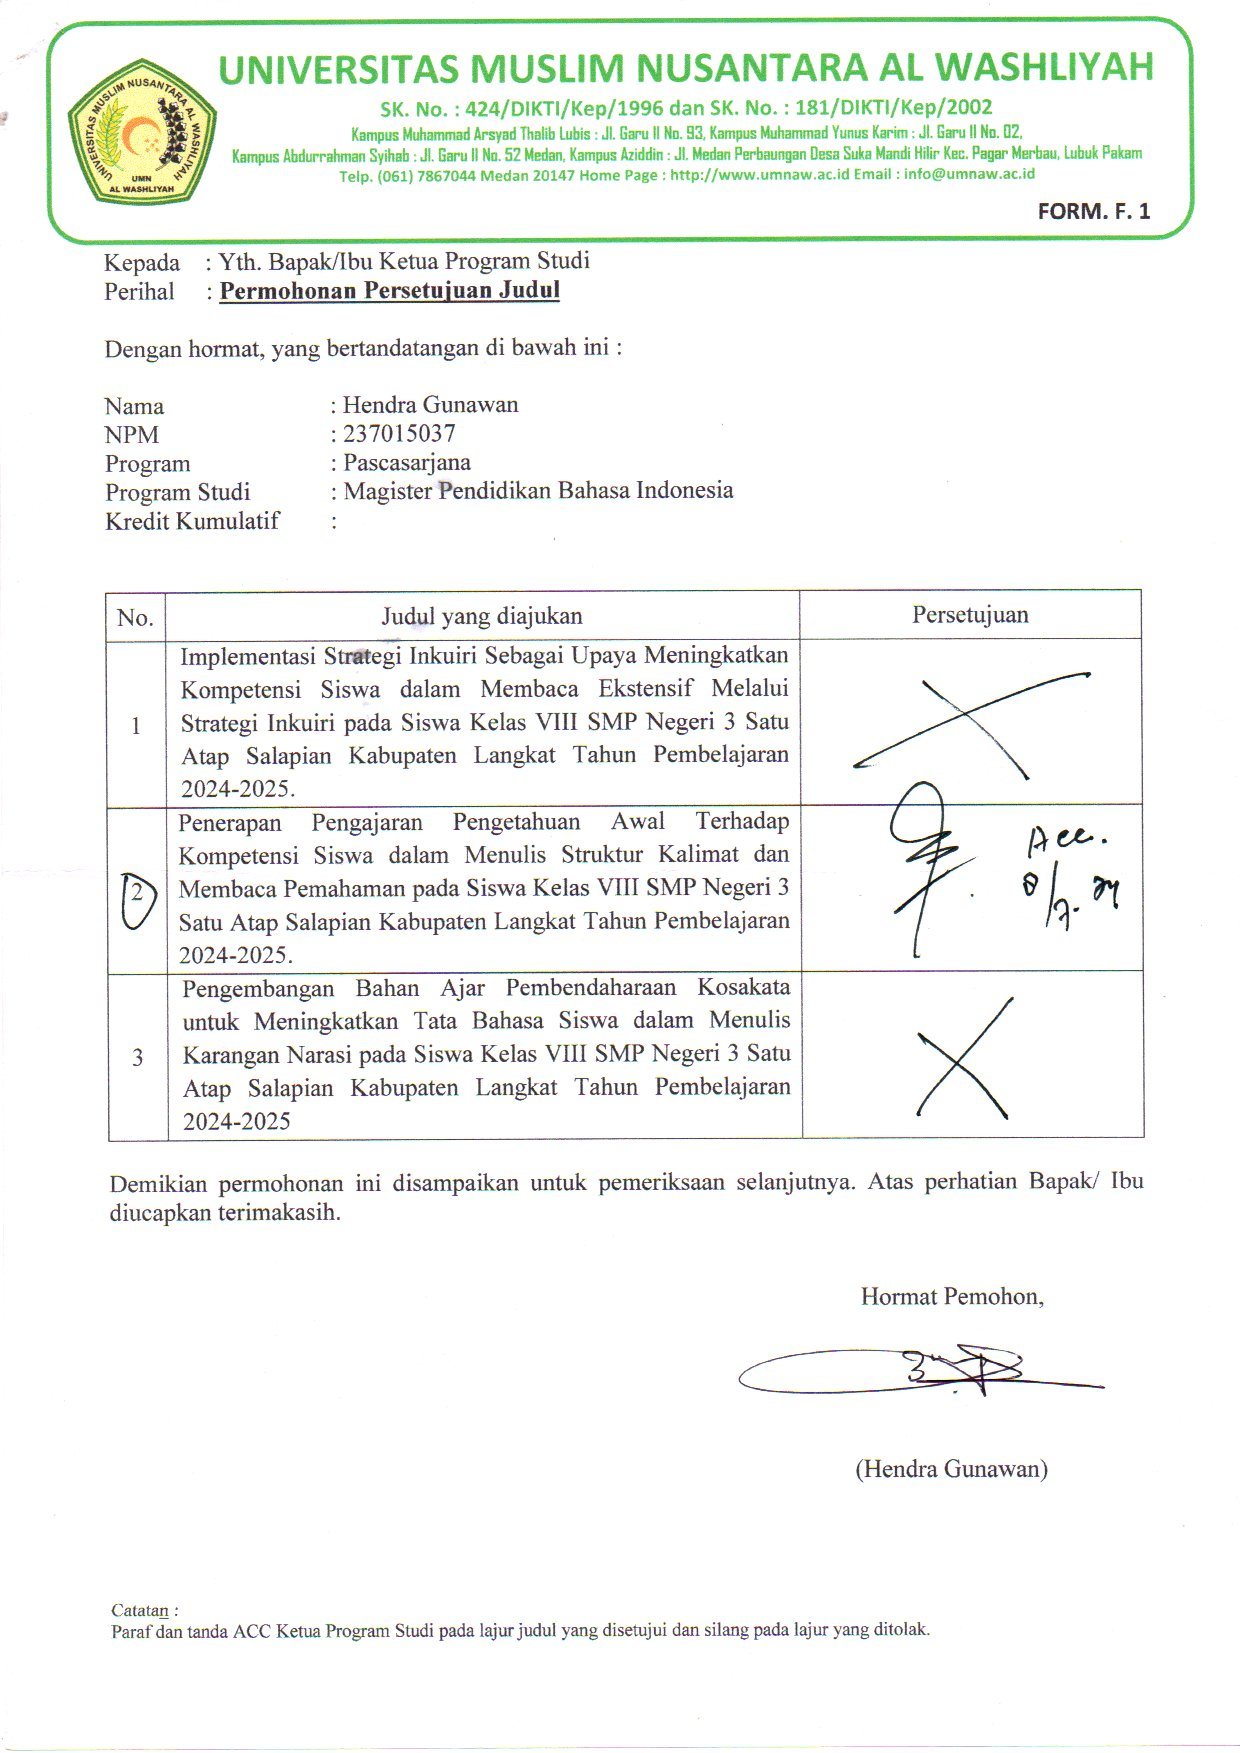 UNIVERSITAS MUSLIM NUSANTARA AL WASHLIYAH
UMN
AL WASHLIYAH
UNIVERSITAS MUSLIM NUSANTARA AL WASHLIYAH
SK. No. : 424/DIKTI/Kep/1996 dan SK. No. : 181/DIKTI/Kep/2002
Kampus Muhammad Arsyad Thalib Lubis : Jl. Garu II No. 93, Kampus Muhammad Yunus Karim : Jl. Garu II No. 02,
Kampus Abdurrahman Syihab : Jl. Garu II No. 52 Medan, Kampus Aziddin : Jl. Medan Perbaungan Desa Suka Mandi Hilir Kec. Pagar Merbau, Lubuk Pakam
Telp. (061) 7867044 Medan 20147 Home Page : http://www.umnaw.ac.id Email : info@umnaw.ac.id
FORM. F. 1
Kepada : Yth. Bapak/Ibu Ketua Program Studi
Perihal : Permohonan Persetujuan Judul
Dengan hormat, yang bertandatangan di bawah ini :
Nama : Hendra Gunawan
NPM : 237015037
Program : Pascasarjana
Program Studi : Magister Pendidikan Bahasa Indonesia
Kredit Kumulatif :
No. Judul yang diajukan Persetujuan
1
Implementasi Strategi Inkuiri Sebagai Upaya Meningkatkan
Kompetensi Siswa dalam Membaca Ekstensif Melalui
Strategi Inkuiri pada Siswa Kelas VIII SMP Negeri 3 Satu
Atap Salapian Kabupaten Langkat Tahun Pembelajaran
2024-2025.
2
Penerapan Pengajaran Pengetahuan Awal Terhadap
Kompetensi Siswa dalam Menulis Struktur Kalimat dan
Membaca Pemahaman pada Siswa Kelas VIII SMP Negeri 3
Satu Atap Salapian Kabupaten Langkat Tahun Pembelajaran
2024-2025.
Acc.
8/7.24
3
Pengembangan Bahan Ajar Pembendaharaan Kosakata
untuk Meningkatkan Tata Bahasa Siswa dalam Menulis
Karangan Narasi pada Siswa Kelas VIII SMP Negeri 3 Satu
Atap Salapian Kabupaten Langkat Tahun Pembelajaran
2024-2025
Demikian permohonan ini disampaikan untuk pemeriksaan selanjutnya. Atas perhatian Bapak/ Ibu
diucapkan terimakasih.
Hormat Pemohon,
(Hendra Gunawan)
Catatan :
Paraf dan tanda ACC Ketua Program Studi pada lajur judul yang disetujui dan silang pada lajur yang ditolak.